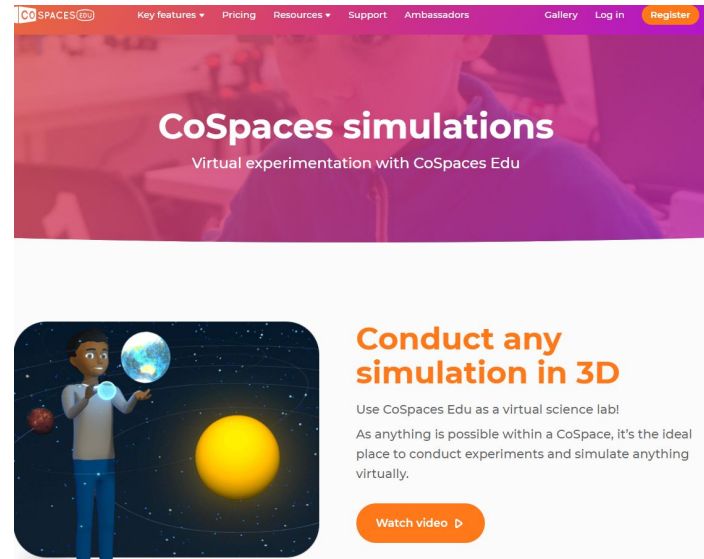 COSPACES EDU Key features Pricing Resources Support Ambassadors Gallery Log in Register
CoSpaces simulations
Virtual experimentation with CoSpaces Edu
Conduct any
simulation in 3D
Use CoSpaces Edu as a virtual science lab!
As anything is possible within a CoSpace, it's the ideal
place to conduct experiments and simulate anything
virtually.
Watch video